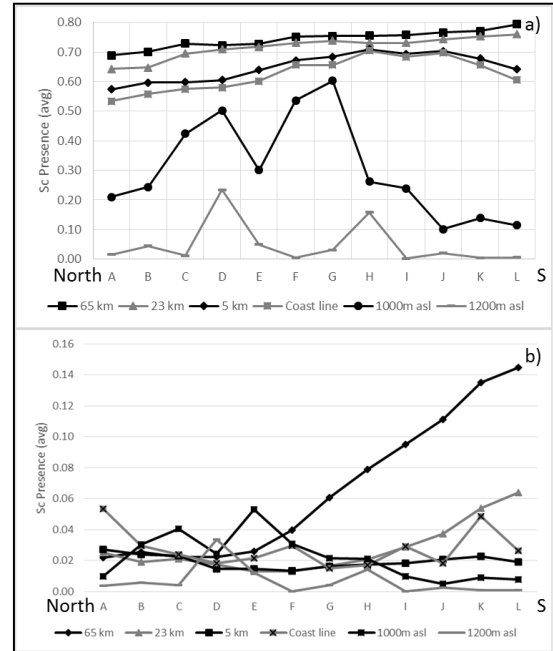 a)
0.80
0.70
0.60
0.50
0.40
0.30
0.20
0.10
0.00
Sc Presence (avg)
North A B C D E F G H I J K L S
65 km 23 km 5 km Coast line 1000m asl 1200m asl
b)
0.16
0.14
0.12
0.10
0.08
0.06
0.04
0.02
0.00
Sc Presence (avg)
North A B C D E F G H I J K L S
65 km 23 km 5 km Coast line 1000m asl 1200m asl